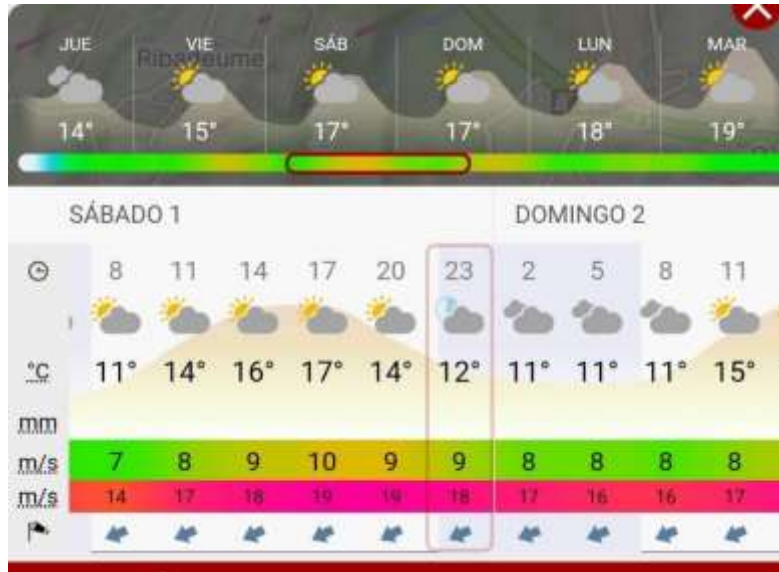 JUE VIE SÁB DOM LUN MAR
Ribadeume
14° 15° 17° 17° 18° 19°
SÁBADO 1 DOMINGO 2
8 11 14 17 20 23 2 5 8 11
°C 11° 14° 16° 17° 14° 12° 11° 11° 11° 15°
mm
m/s 7 8 9 10 9 9 8 8 8 8
m/s 14 17 18 19 19 18 17 16 16 17